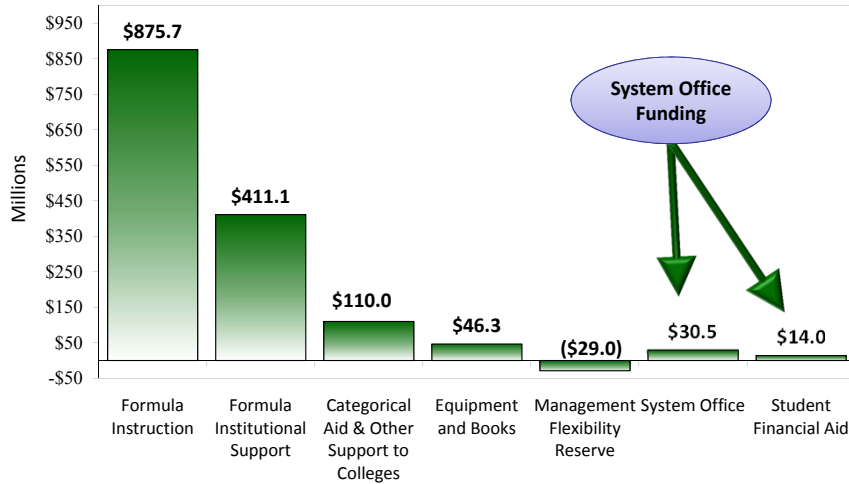 $950
$850
$750
$650
$550
$450
$350
$250
$150
$50
-$50
Millions
$875.7
$411.1
$110.0
$46.3
($29.0)
$30.5
$14.0
System Office
Funding
Formula
Instruction
Formula
Institutional
Support
Categorical
Aid & Other
Support to
Colleges
Equipment
and Books
Management
Flexibility
Reserve
System Office
Student
Financial Aid